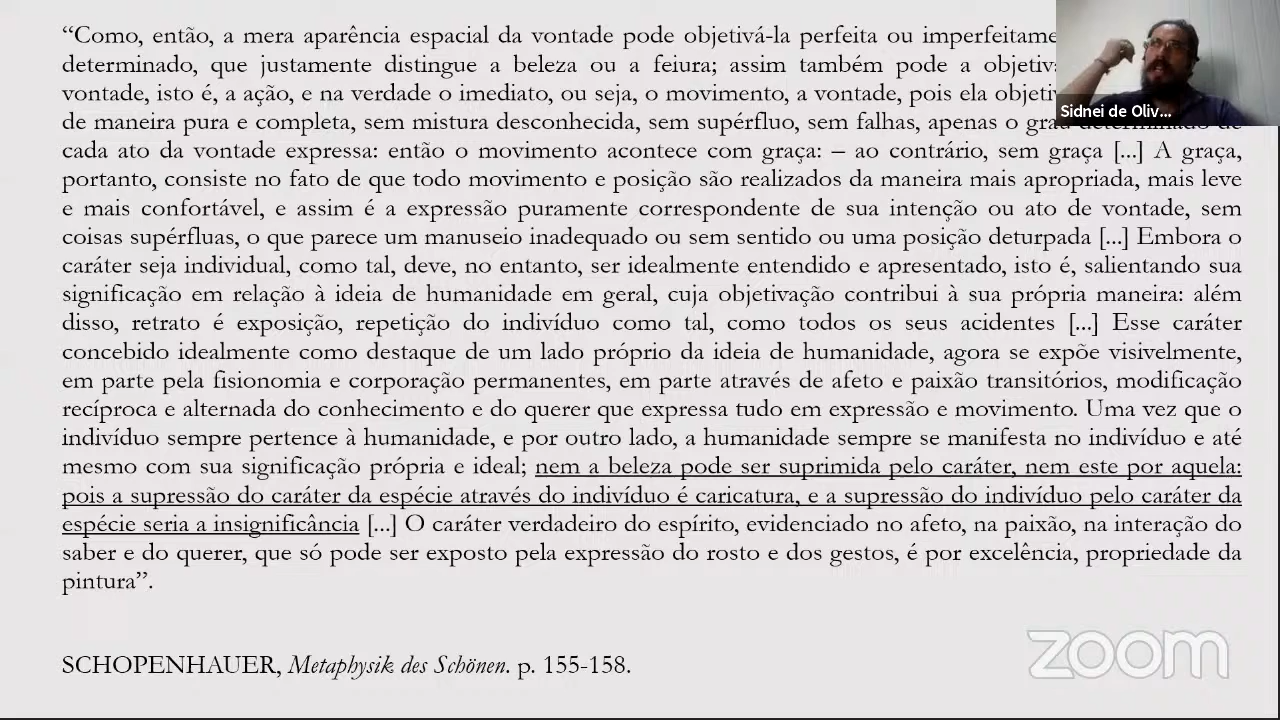 “Como, então, a mera aparência espacial da vontade pode objetivá-la perfeita ou
determinado, que justamente distingue a beleza ou a feiura; assim também pode a
vontade, isto é, a ação, e na verdade o imediato, ou seja, o movimento, a vontade, pois ela
de maneira pura e completa, sem mistura desconhecida, sem supérfluo, sem falhas, apenas o grau determinado de
cada ato da vontade expressa: então o movimento acontece com graça: – ao contrário, sem graça [...] A graça,
portanto, consiste no fato de que todo movimento e posição são realizados da maneira mais apropriada, mais leve
e mais confortável, e assim é a expressão puramente correspondente de sua intenção ou ato de vontade, sem
coisas supérfluas, o que parece um manuseio inadequado ou sem sentido ou uma posição deturpada [...] Embora o
caráter seja individual, como tal, deve, no entanto, ser idealmente entendido e apresentado, isto é, salientando sua
significação em relação à ideia de humanidade em geral, cuja objetivação contribui à sua própria maneira: além
disso, retrato é exposição, repetição do indivíduo como tal, como todos os seus acidentes [...] Esse caráter
concebido idealmente como destaque de um lado próprio da ideia de humanidade, agora se expõe visivelmente,
em parte pela fisionomia e corporação permanentes, em parte através de afeto e paixão transitórios, modificação
recíproca e alternada do conhecimento e do querer que expressa tudo em expressão e movimento. Uma vez que o
indivíduo sempre pertence à humanidade, e por outro lado, a humanidade sempre se manifesta no indivíduo e até
mesmo com sua significação própria e ideal; nem a beleza pode ser suprimida pelo caráter, nem este por aquela:
pois a supressão do caráter da espécie através do indivíduo é caricatura, e a supressão do indivíduo pelo caráter da
espécie seria a insignificância [...] O caráter verdadeiro do espírito, evidenciado no afeto, na paixão, na interação do
saber e do querer, que só pode ser exposto pela expressão do rosto e dos gestos, é por excelência, propriedade da
pintura”.
SCHOPENHAUER, Metaphysik des Schönen. p. 155-158.
Sidnei de Oliv...
zoom